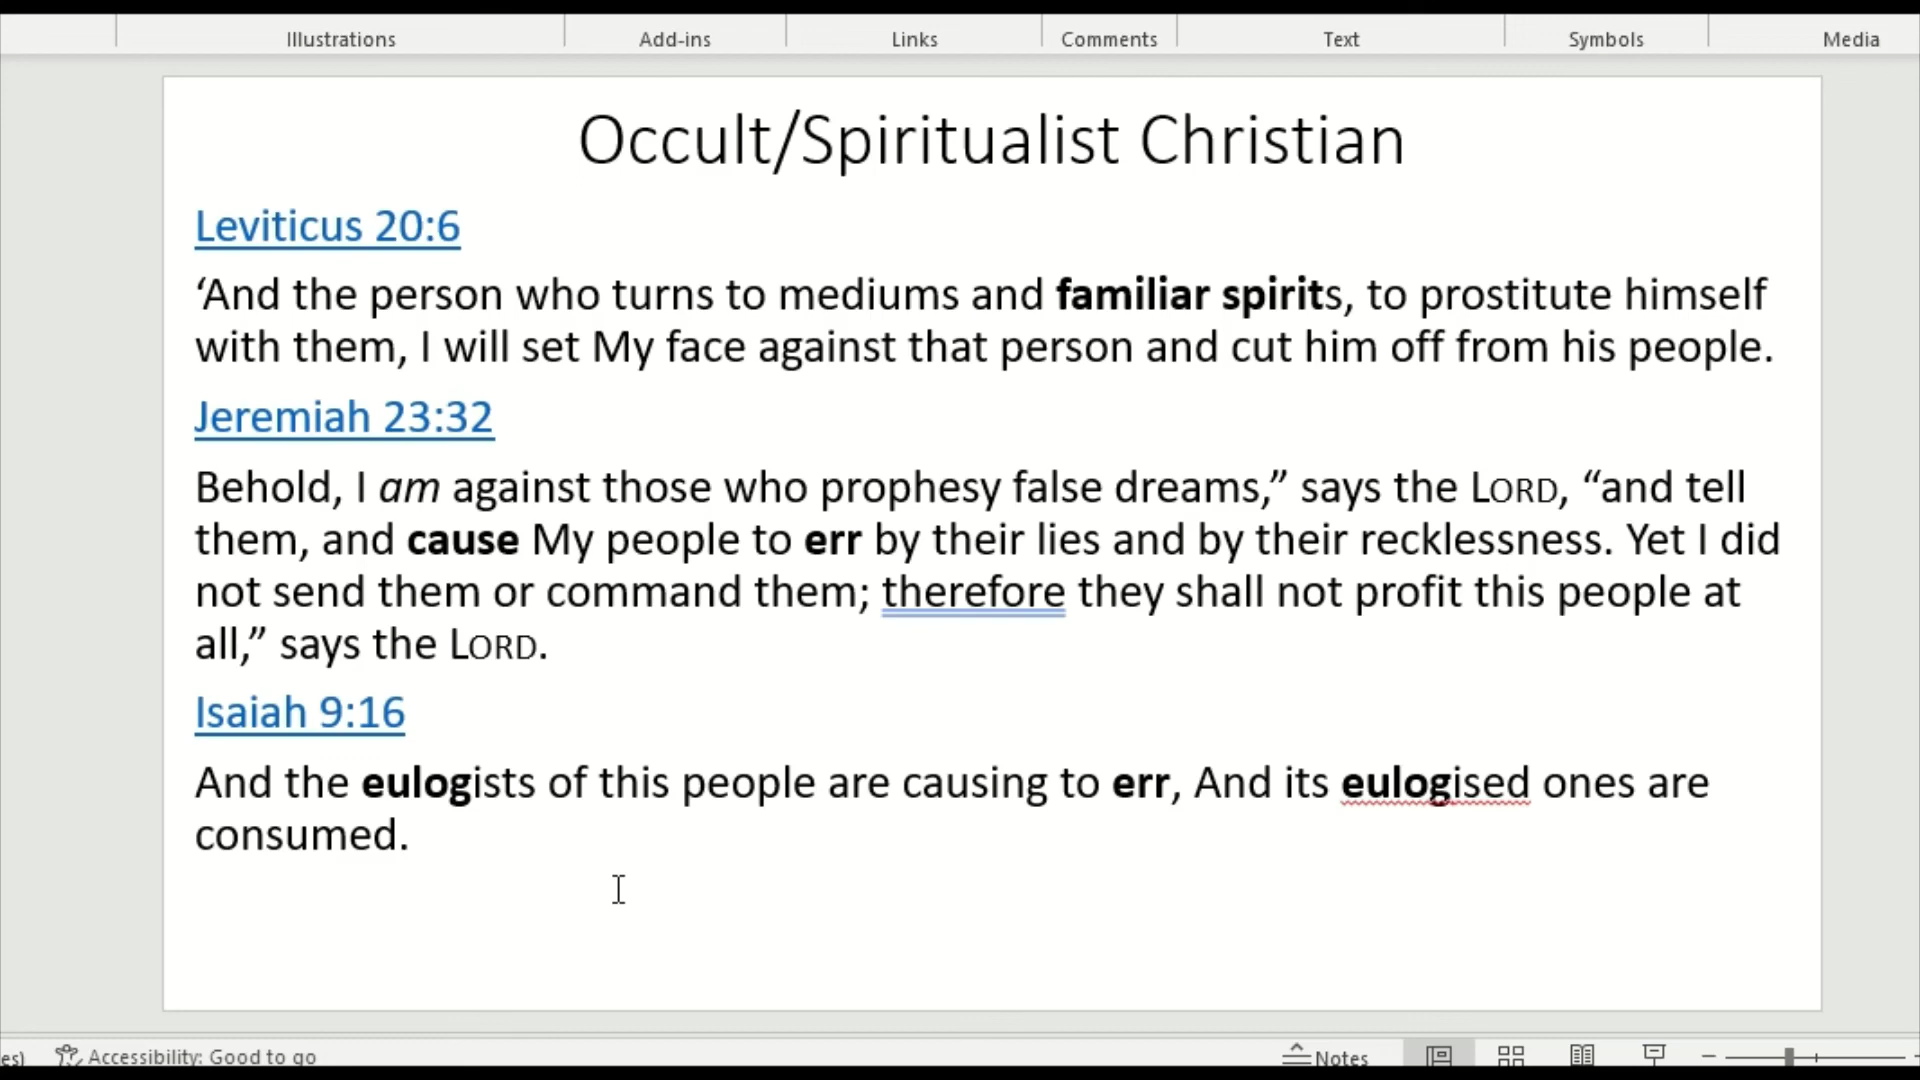 Illustrations Add-ins Links Comments Text Symbols Media
Occult/Spiritualist Christian
Leviticus 20:6
‘And the person who turns to mediums and familiar spirits, to prostitute himself
with them, I will set My face against that person and cut him off from his people.
Jeremiah 23:32
Behold, I am against those who prophesy false dreams,” says the LORD, “and tell
them, and cause My people to err by their lies and by their recklessness. Yet I did
not send them or command them; therefore they shall not profit this people at
all,” says the LORD.
Isaiah 9:16
And the eulogists of this people are causing to err, And its eulogised ones are
consumed.
es) Accessibility: Good to go Notes